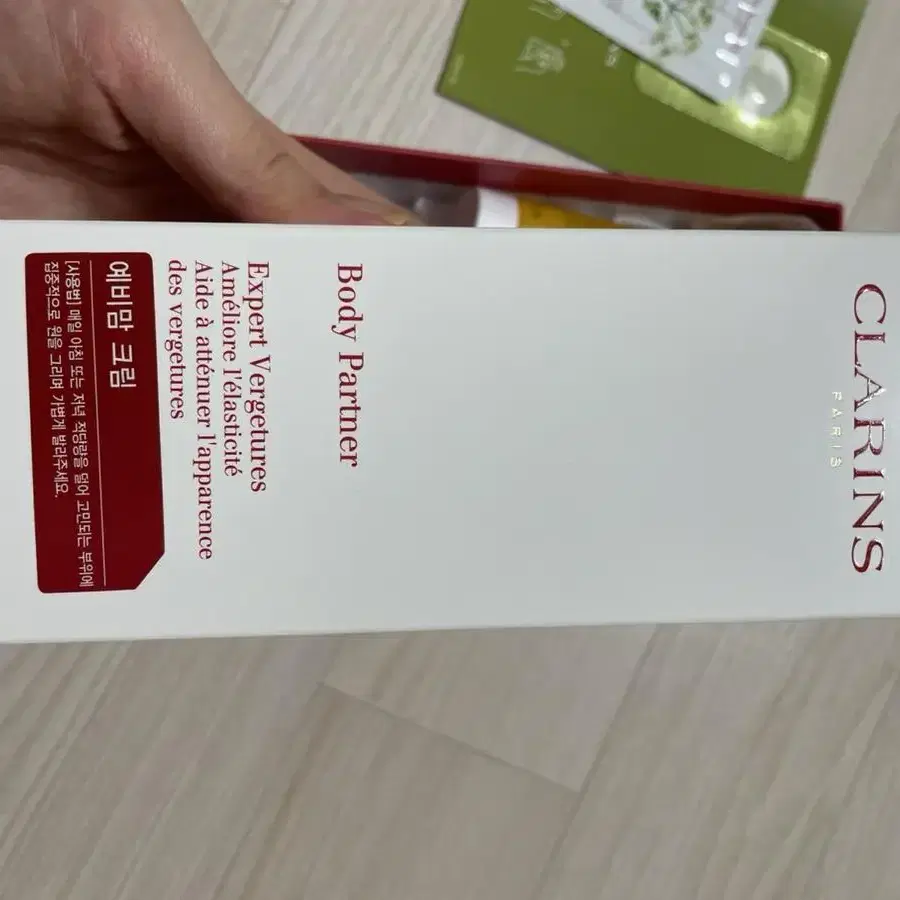 CLARINS
PARIS
Body Partner
Expert Vergetures
Améliore l'élasticité
Aide à atténuer l'apparence
des vergetures
예비맘 크림
[사용법] 매일 아침 또는 저녁 적당량을 덜어 고민되는 부위에
집중적으로 원을 그리며 가볍게 발라주세요.